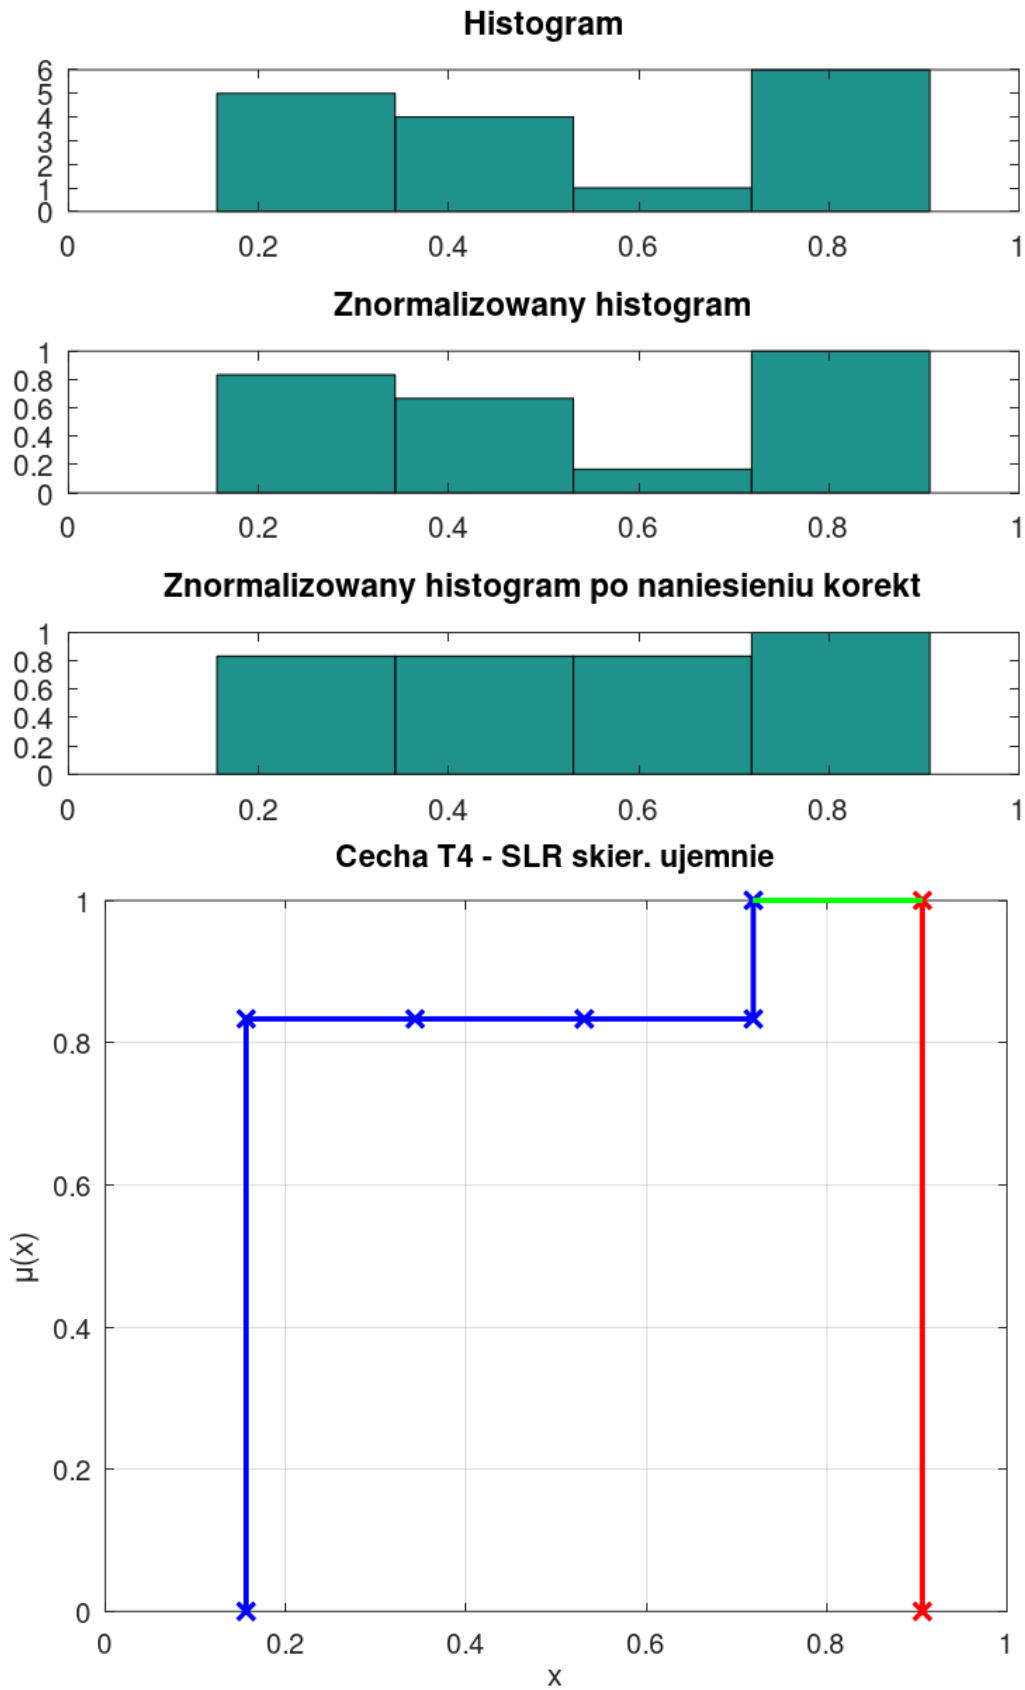 Histogram
6
5
4
3
2
1
0
0 0.2 0.4 0.6 0.8 1
Znormalizowany histogram
1
0.8
0.6
0.4
0.2
0
0 0.2 0.4 0.6 0.8 1
Znormalizowany histogram po naniesieniu korekt
1
0.8
0.6
0.4
0.2
0
0 0.2 0.4 0.6 0.8 1
Cecha T4 - SLR skier. ujemnie
1
0.8
0.6
μ(x)
0.4
0.2
0
0 0.2 0.4 0.6 0.8 1
x